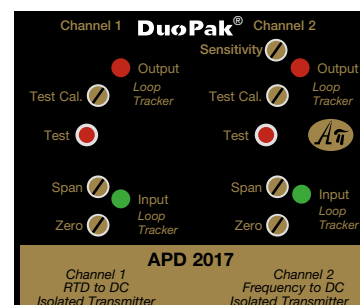 Channel 1 DuoPak® Channel 2
Sensitivity
Output Output
Test Cal. Loop Tracker Test Cal. Loop Tracker
Test Test
Aπ
Span Span
Input Input
Loop Tracker Loop Tracker
Zero Zero
APD 2017
Channel 1 Channel 2
RTD to DC Frequency to DC
Isolated Transmitter Isolated Transmitter